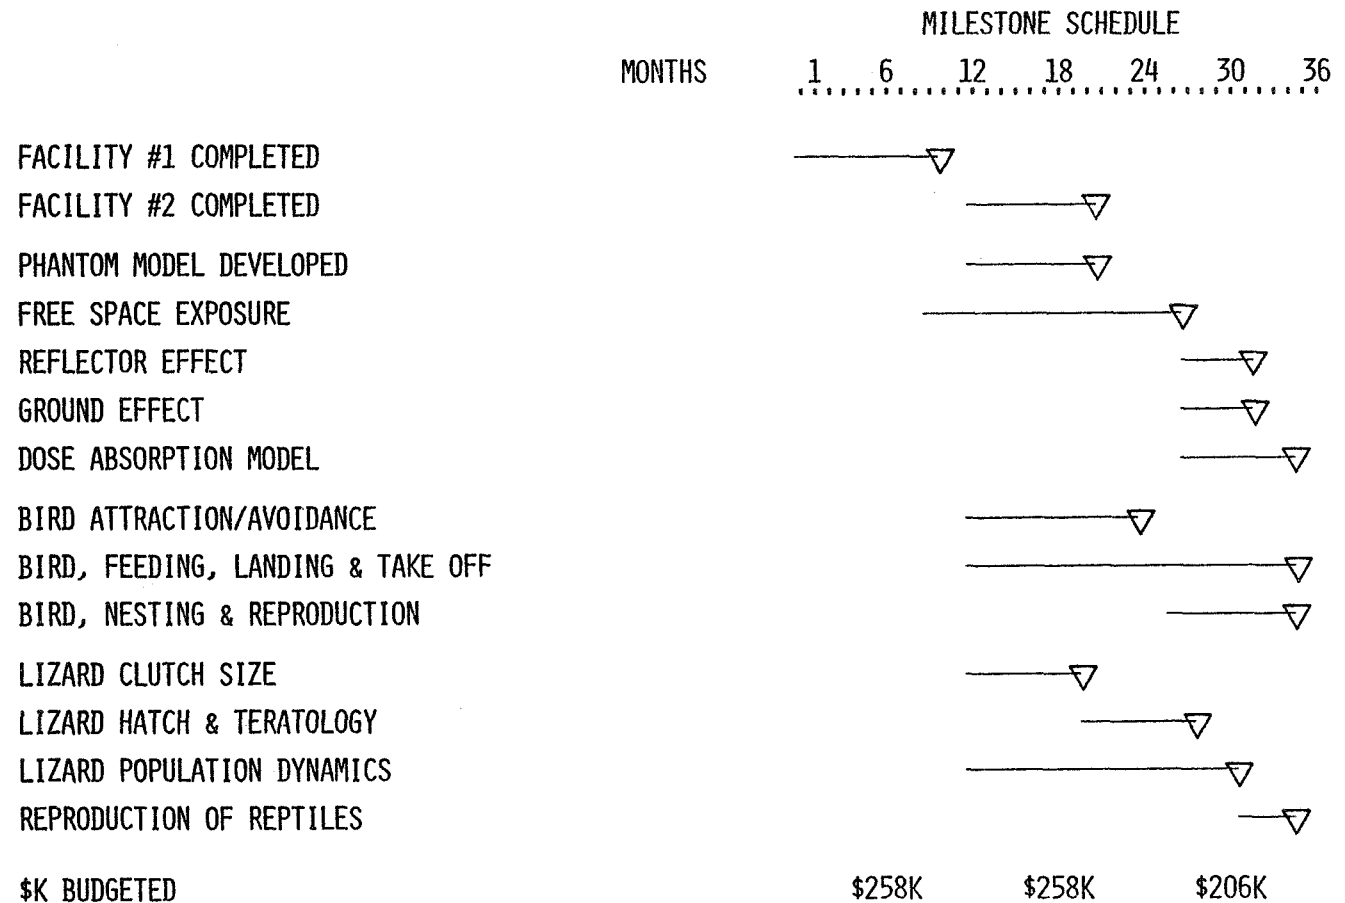 MILESTONE SCHEDULE
MONTHS 1 6 12 18 24 30 36
FACILITY #1 COMPLETED
FACILITY #2 COMPLETED
PHANTOM MODEL DEVELOPED
FREE SPACE EXPOSURE
REFLECTOR EFFECT
GROUND EFFECT
DOSE ABSORPTION MODEL
BIRD ATTRACTION/AVOIDANCE
BIRD, FEEDING, LANDING & TAKE OFF
BIRD, NESTING & REPRODUCTION
LIZARD CLUTCH SIZE
LIZARD HATCH & TERATOLOGY
LIZARD POPULATION DYNAMICS
REPRODUCTION OF REPTILES
$K BUDGETED $258K $258K $206K